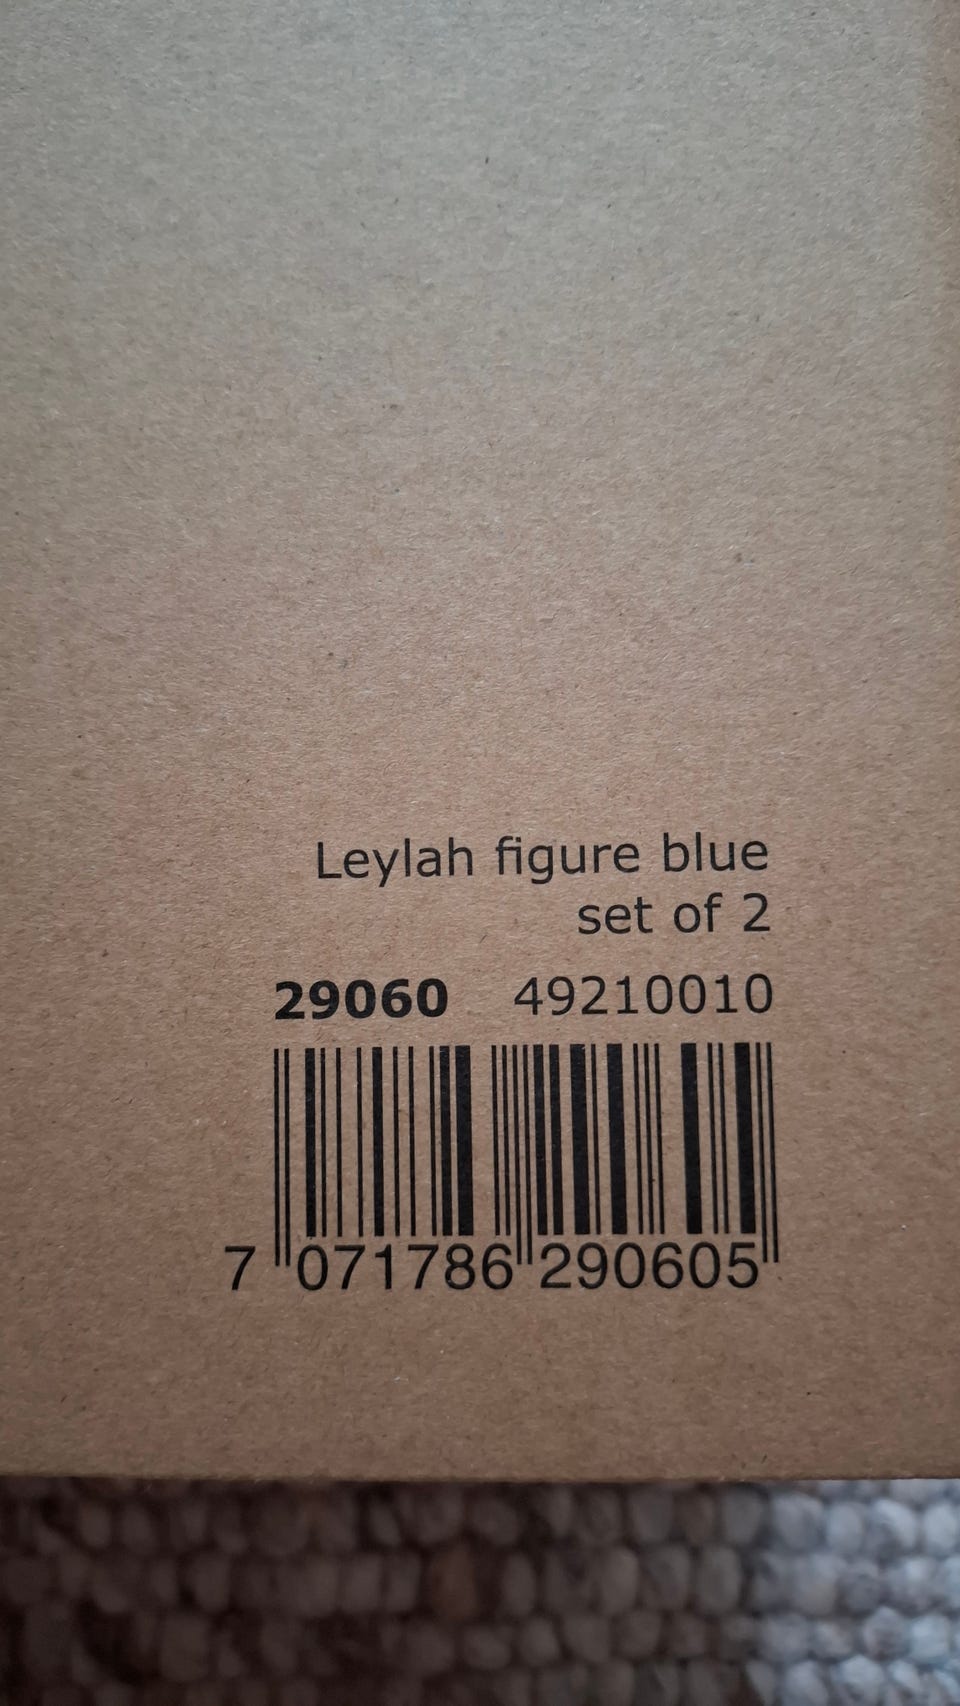 Leylah figure blue
set of 2
29060 49210010
7 071786 290605